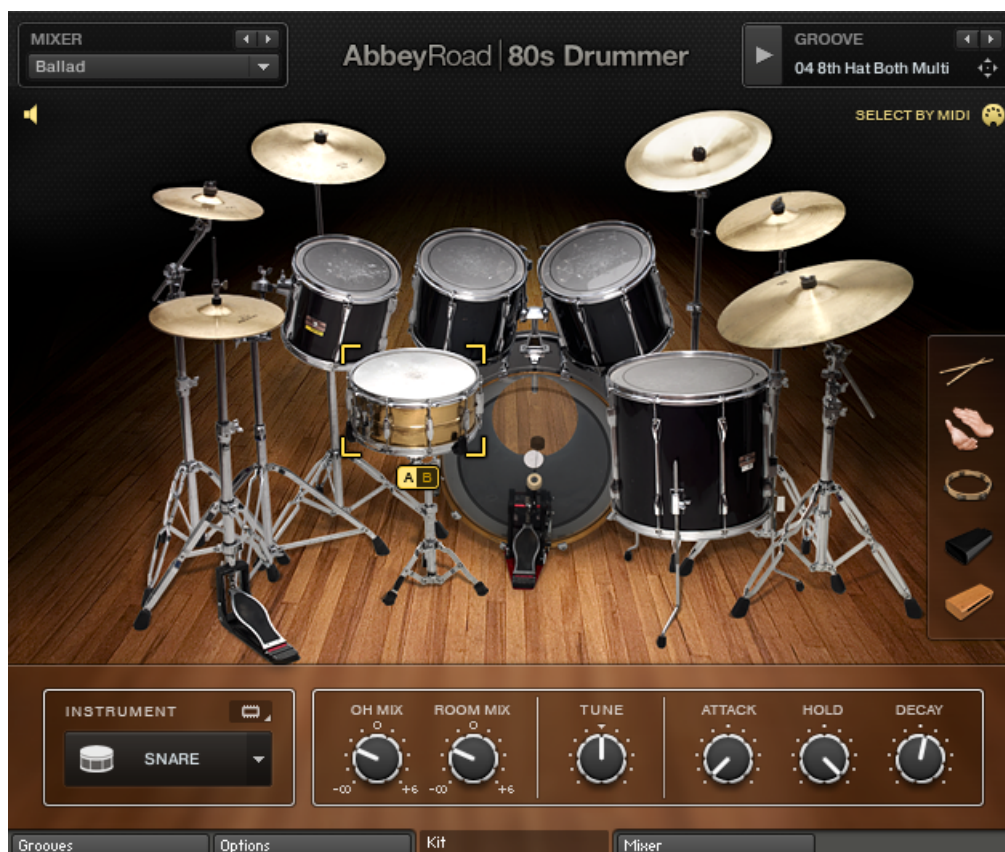 MIXER
Ballad
AbbeyRoad | 80s Drummer
GROOVE
04 8th Hat Both Multi
SELECT BY MIDI
A B
INSTRUMENT
SNARE
OH MIX
-∞ +6
ROOM MIX
-∞ +6
TUNE
ATTACK
HOLD
DECAY
Grooves
Options
Kit
Mixer